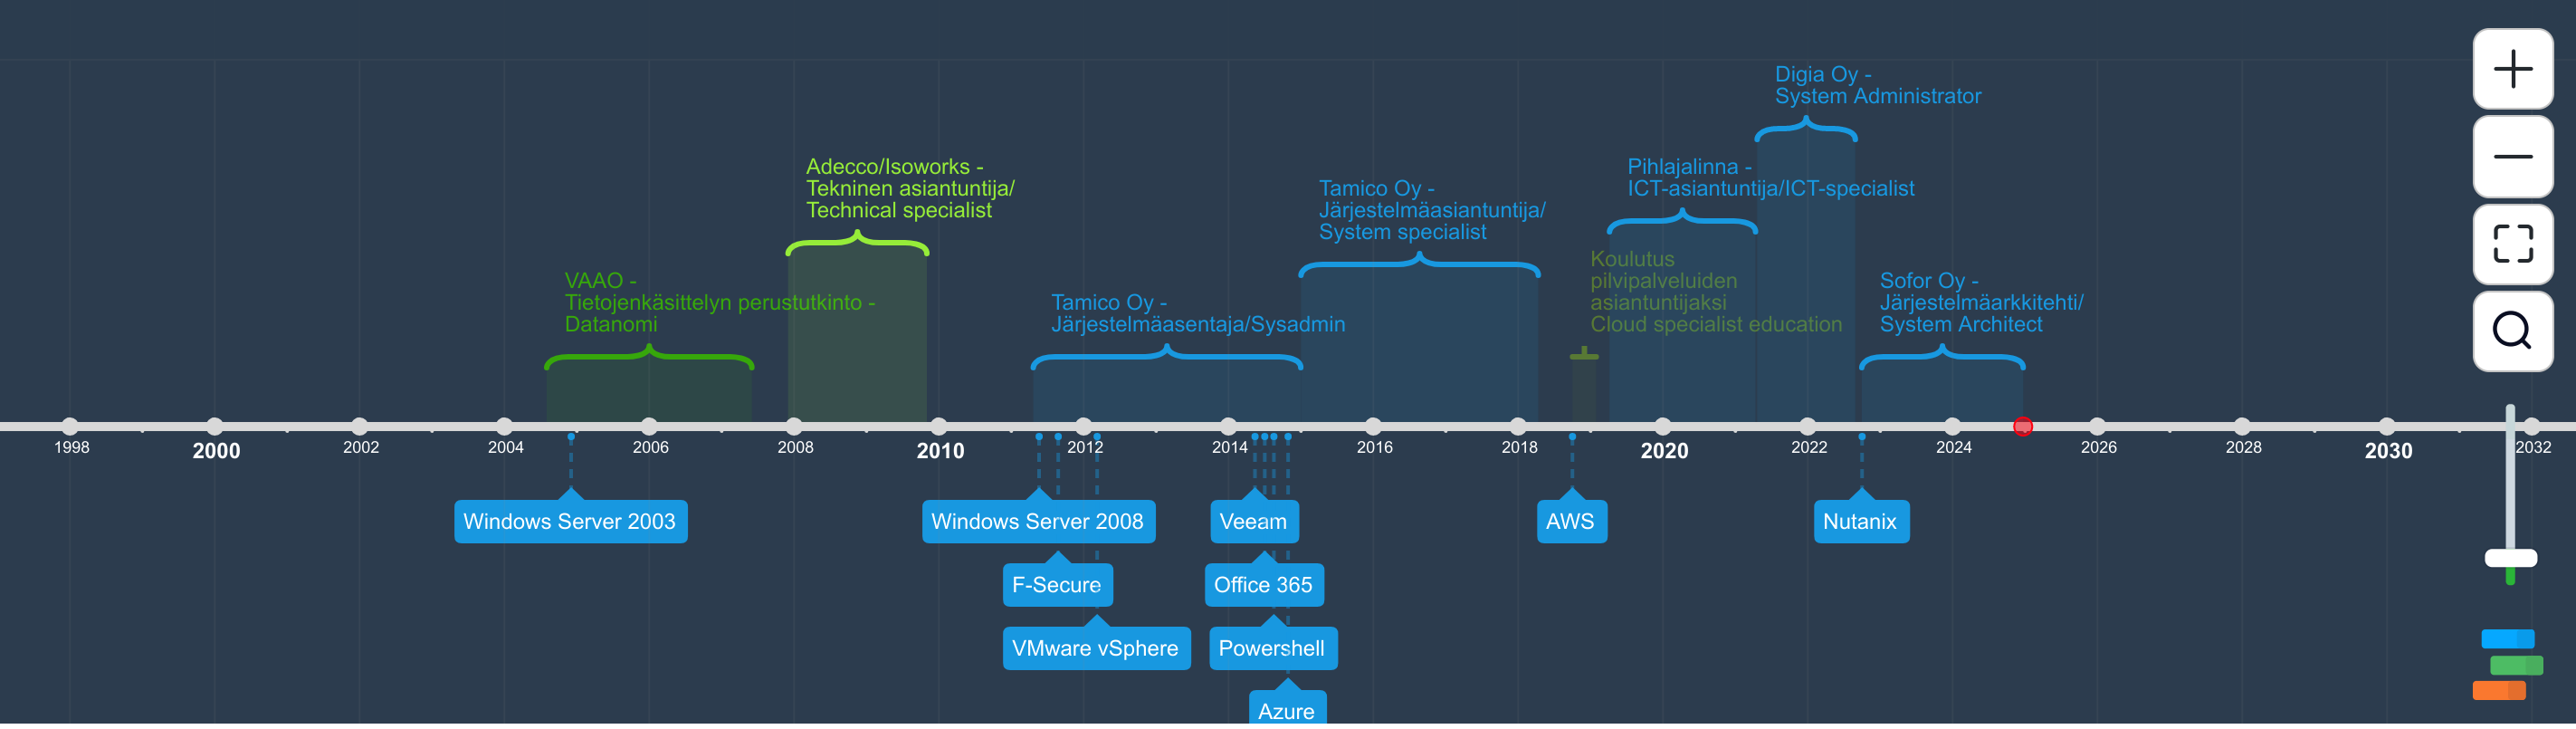 Digia Oy -
System Administrator
Adecco/Isoworks -
Tekninen asiantuntija/
Technical specialist
Pihlajalinna -
ICT-asiantuntija/ICT-specialist
Tamico Oy -
Järjestelmäasiantuntija/
System specialist
Koulutus
pilvipalveluiden
asiantuntijaksi
Cloud specialist education
VAAO -
Tietojenkäsittelyn perustutkinto -
Datanomi
Tamico Oy -
Järjestelmäasentaja/Sysadmin
Sofor Oy -
Järjestelmäarkkitehti/
System Architect
1998 2000 2002 2004 2006 2008 2010 2012 2014 2016 2018 2020 2022 2024 2026 2028 2030 2032
Windows Server 2003
Windows Server 2008
Veeam
AWS
Nutanix
F-Secure
Office 365
VMware vSphere
Powershell
Azure